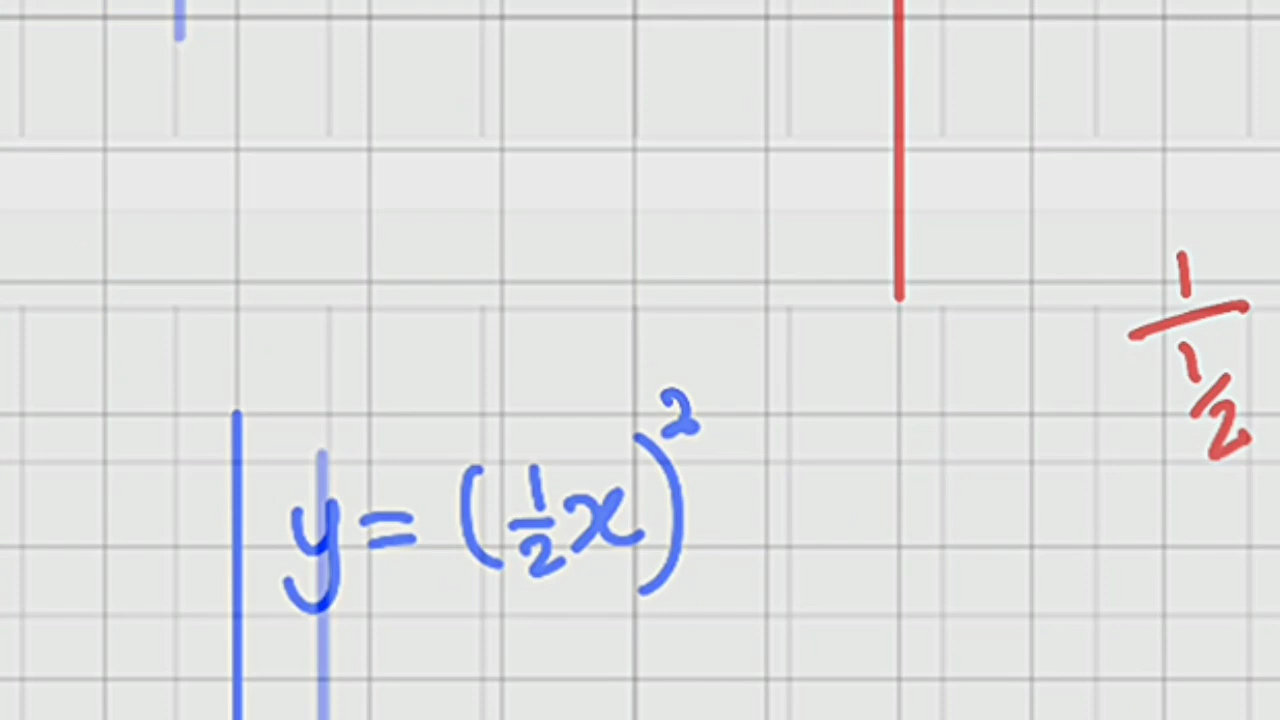 y = (½x)²
1
1/2